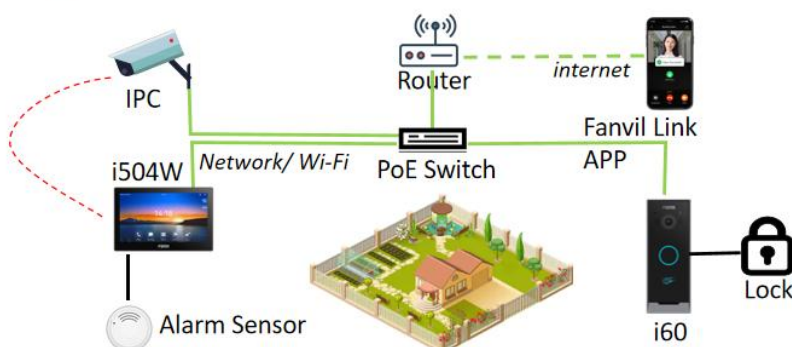 IPC
Router
internet
Fanvil Link
APP
i504W
Network/ Wi-Fi
PoE Switch
Alarm Sensor
i60
Lock